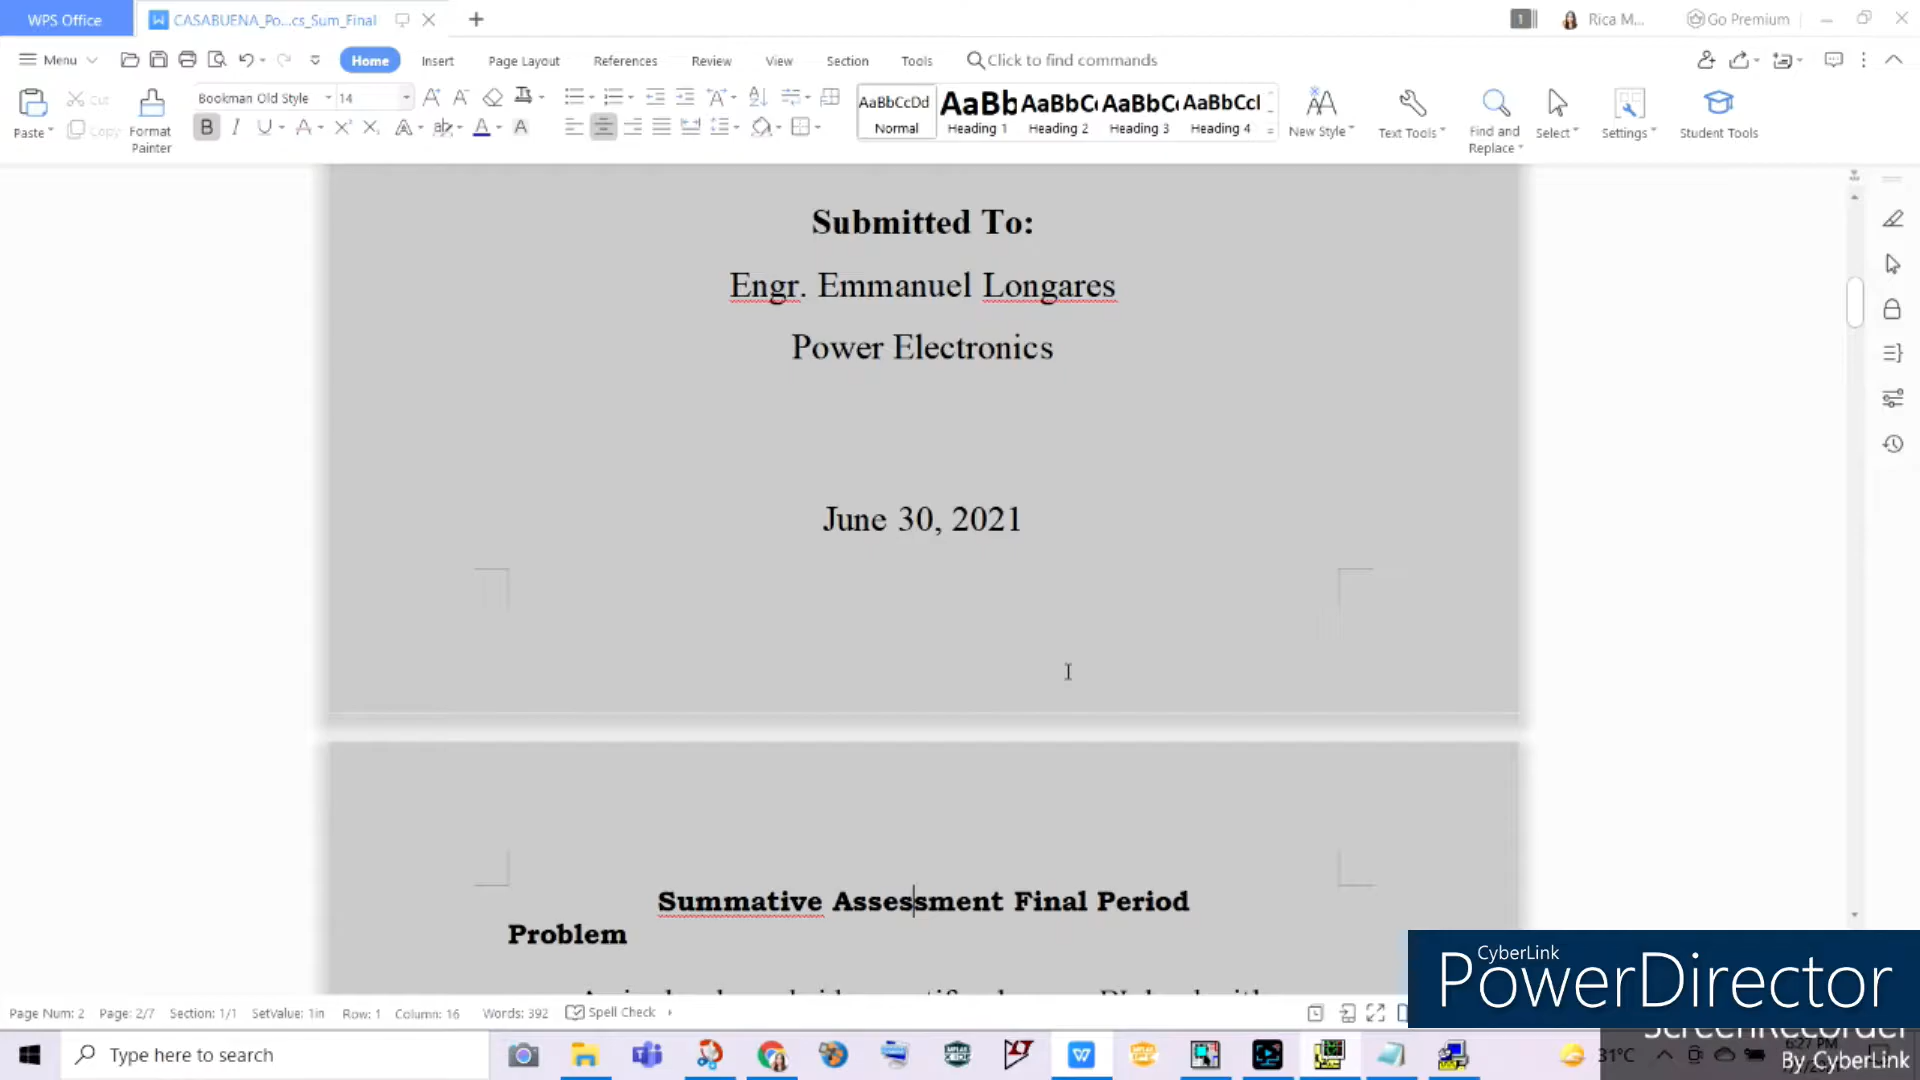 WPS Office
CASABUENA_Po...cs_Sum_Final
1
Rica M...
Go Premium
Menu
Home
Insert
Page Layout
References
Review
View
Section
Tools
Click to find commands
Paste
Cut
Copy
Format
Painter
Bookman Old Style
14
AaBbCcDd
Normal
AaBb
Heading 1
AaBbC
Heading 2
AaBbC
Heading 3
AaBbCcI
Heading 4
New Style
Text Tools
Find and
Replace
Select
Settings
Student Tools
Submitted To:
Engr. Emmanuel Longares
Power Electronics
June 30, 2021
Summative Assessment Final Period
Problem
CyberLink
PowerDirector
Page Num: 2
Page: 2/7
Section: 1/1
SetValue: 1in
Row: 1
Column: 16
Words: 392
Spell Check
Type here to search
31°C
6:27 PM
ScreenRecorder
By CyberLink